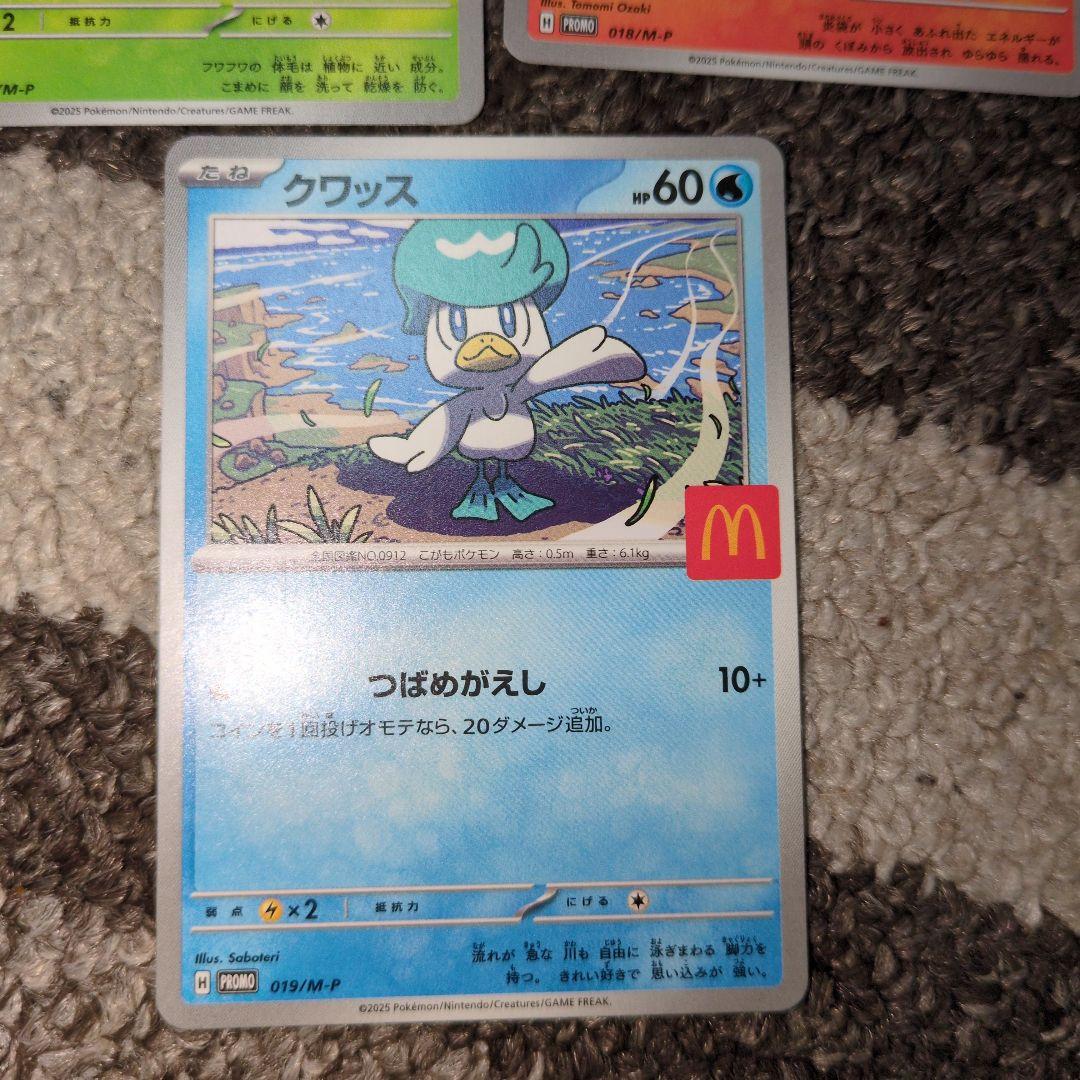 2 抵抗力 にげる
フワフワの 体毛は 植物に 近い 成分。
こまめに 顔を 洗って 乾燥を 防ぐ。
/M-P
©2025 Pokémon/Nintendo/Creatures/GAME FREAK.
Illus. Tomomi Ozaki
H PROMO 018/M-P
炎袋が 小さく あふれ出た エネルギーが
頭の くぼみから 放出され ゆらゆら 揺れる。
©2025 Pokémon/Nintendo/Creatures/GAME FREAK.
たね クワッス HP60
全国図鑑NO.0912 こがもポケモン 高さ:0.5m 重さ:6.1kg
つばめがえし 10+
コインを1回投げオモテなら、20ダメージ追加。
弱点 ×2 抵抗力 にげる
Illus. Saboteri
流れが 急な 川も 自由に 泳ぎまわる 脚力を
持つ。 きれい好きで 思い込みが 強い。
H PROMO 019/M-P
©2025 Pokémon/Nintendo/Creatures/GAME FREAK.